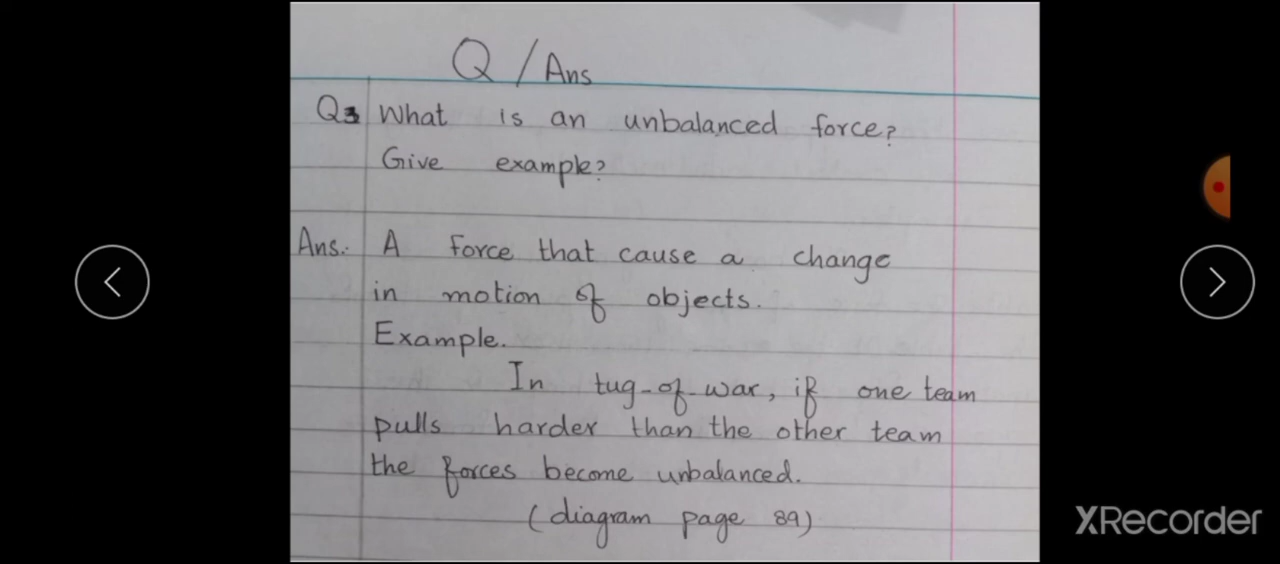 Q / Ans
Q3 What is an unbalanced force?
Give example?
Ans. A force that cause a change
in motion of objects.
Example.
In tug-of-war, if one team
pulls harder than the other team
the forces become unbalanced.
(diagram page 89)
XRecorder